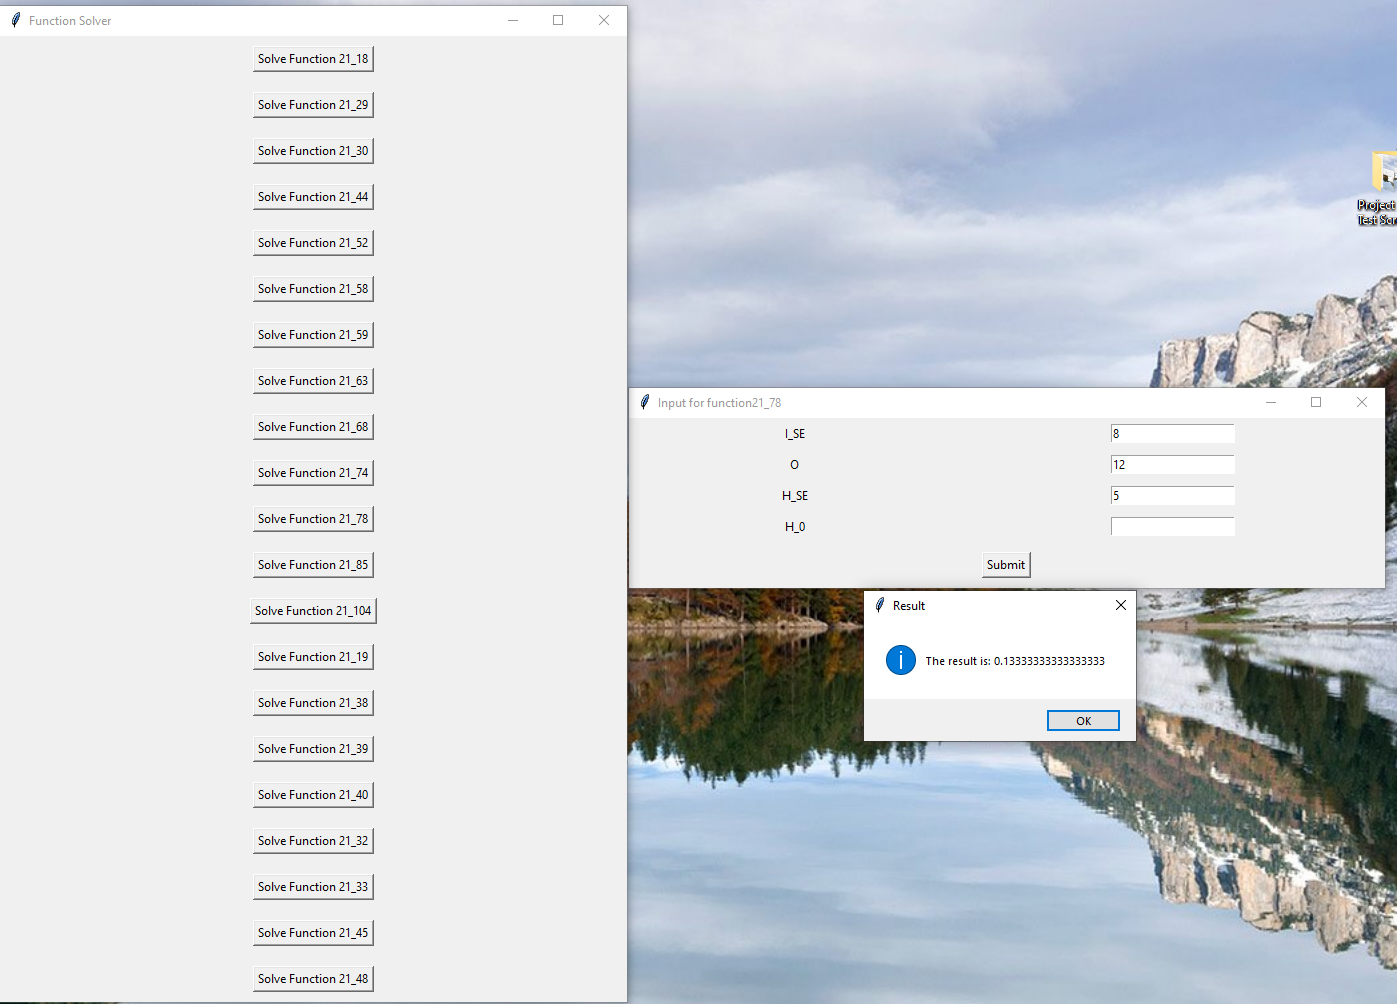 Function Solver
Solve Function 21_18
Solve Function 21_29
Solve Function 21_30
Solve Function 21_44
Solve Function 21_52
Solve Function 21_58
Solve Function 21_59
Solve Function 21_63
Solve Function 21_68
Solve Function 21_74
Solve Function 21_78
Solve Function 21_85
Solve Function 21_104
Solve Function 21_19
Solve Function 21_38
Solve Function 21_39
Solve Function 21_40
Solve Function 21_32
Solve Function 21_33
Solve Function 21_45
Solve Function 21_48
Project
Test
Input for function21_78
I_SE 8
O 12
H_SE 5
H_0
Submit
Result
The result is: 0.13333333333333333
OK